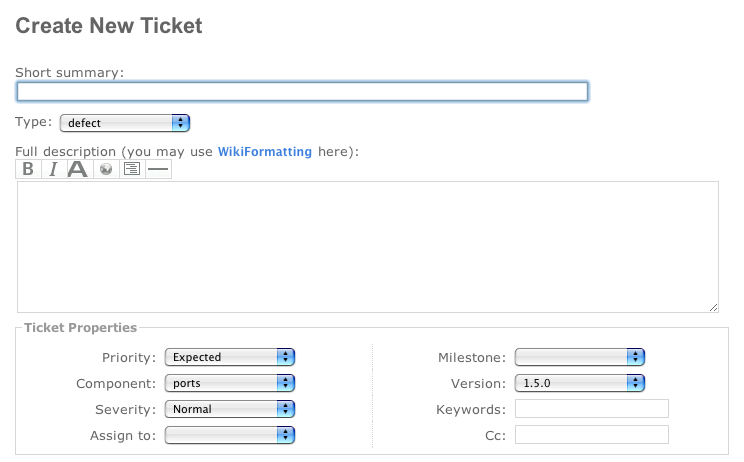 Create New Ticket
Short summary:
Type: defect
Full description (you may use WikiFormatting here):
B I A
Ticket Properties
Priority: Expected Milestone:
Component: ports Version: 1.5.0
Severity: Normal Keywords:
Assign to: Cc: